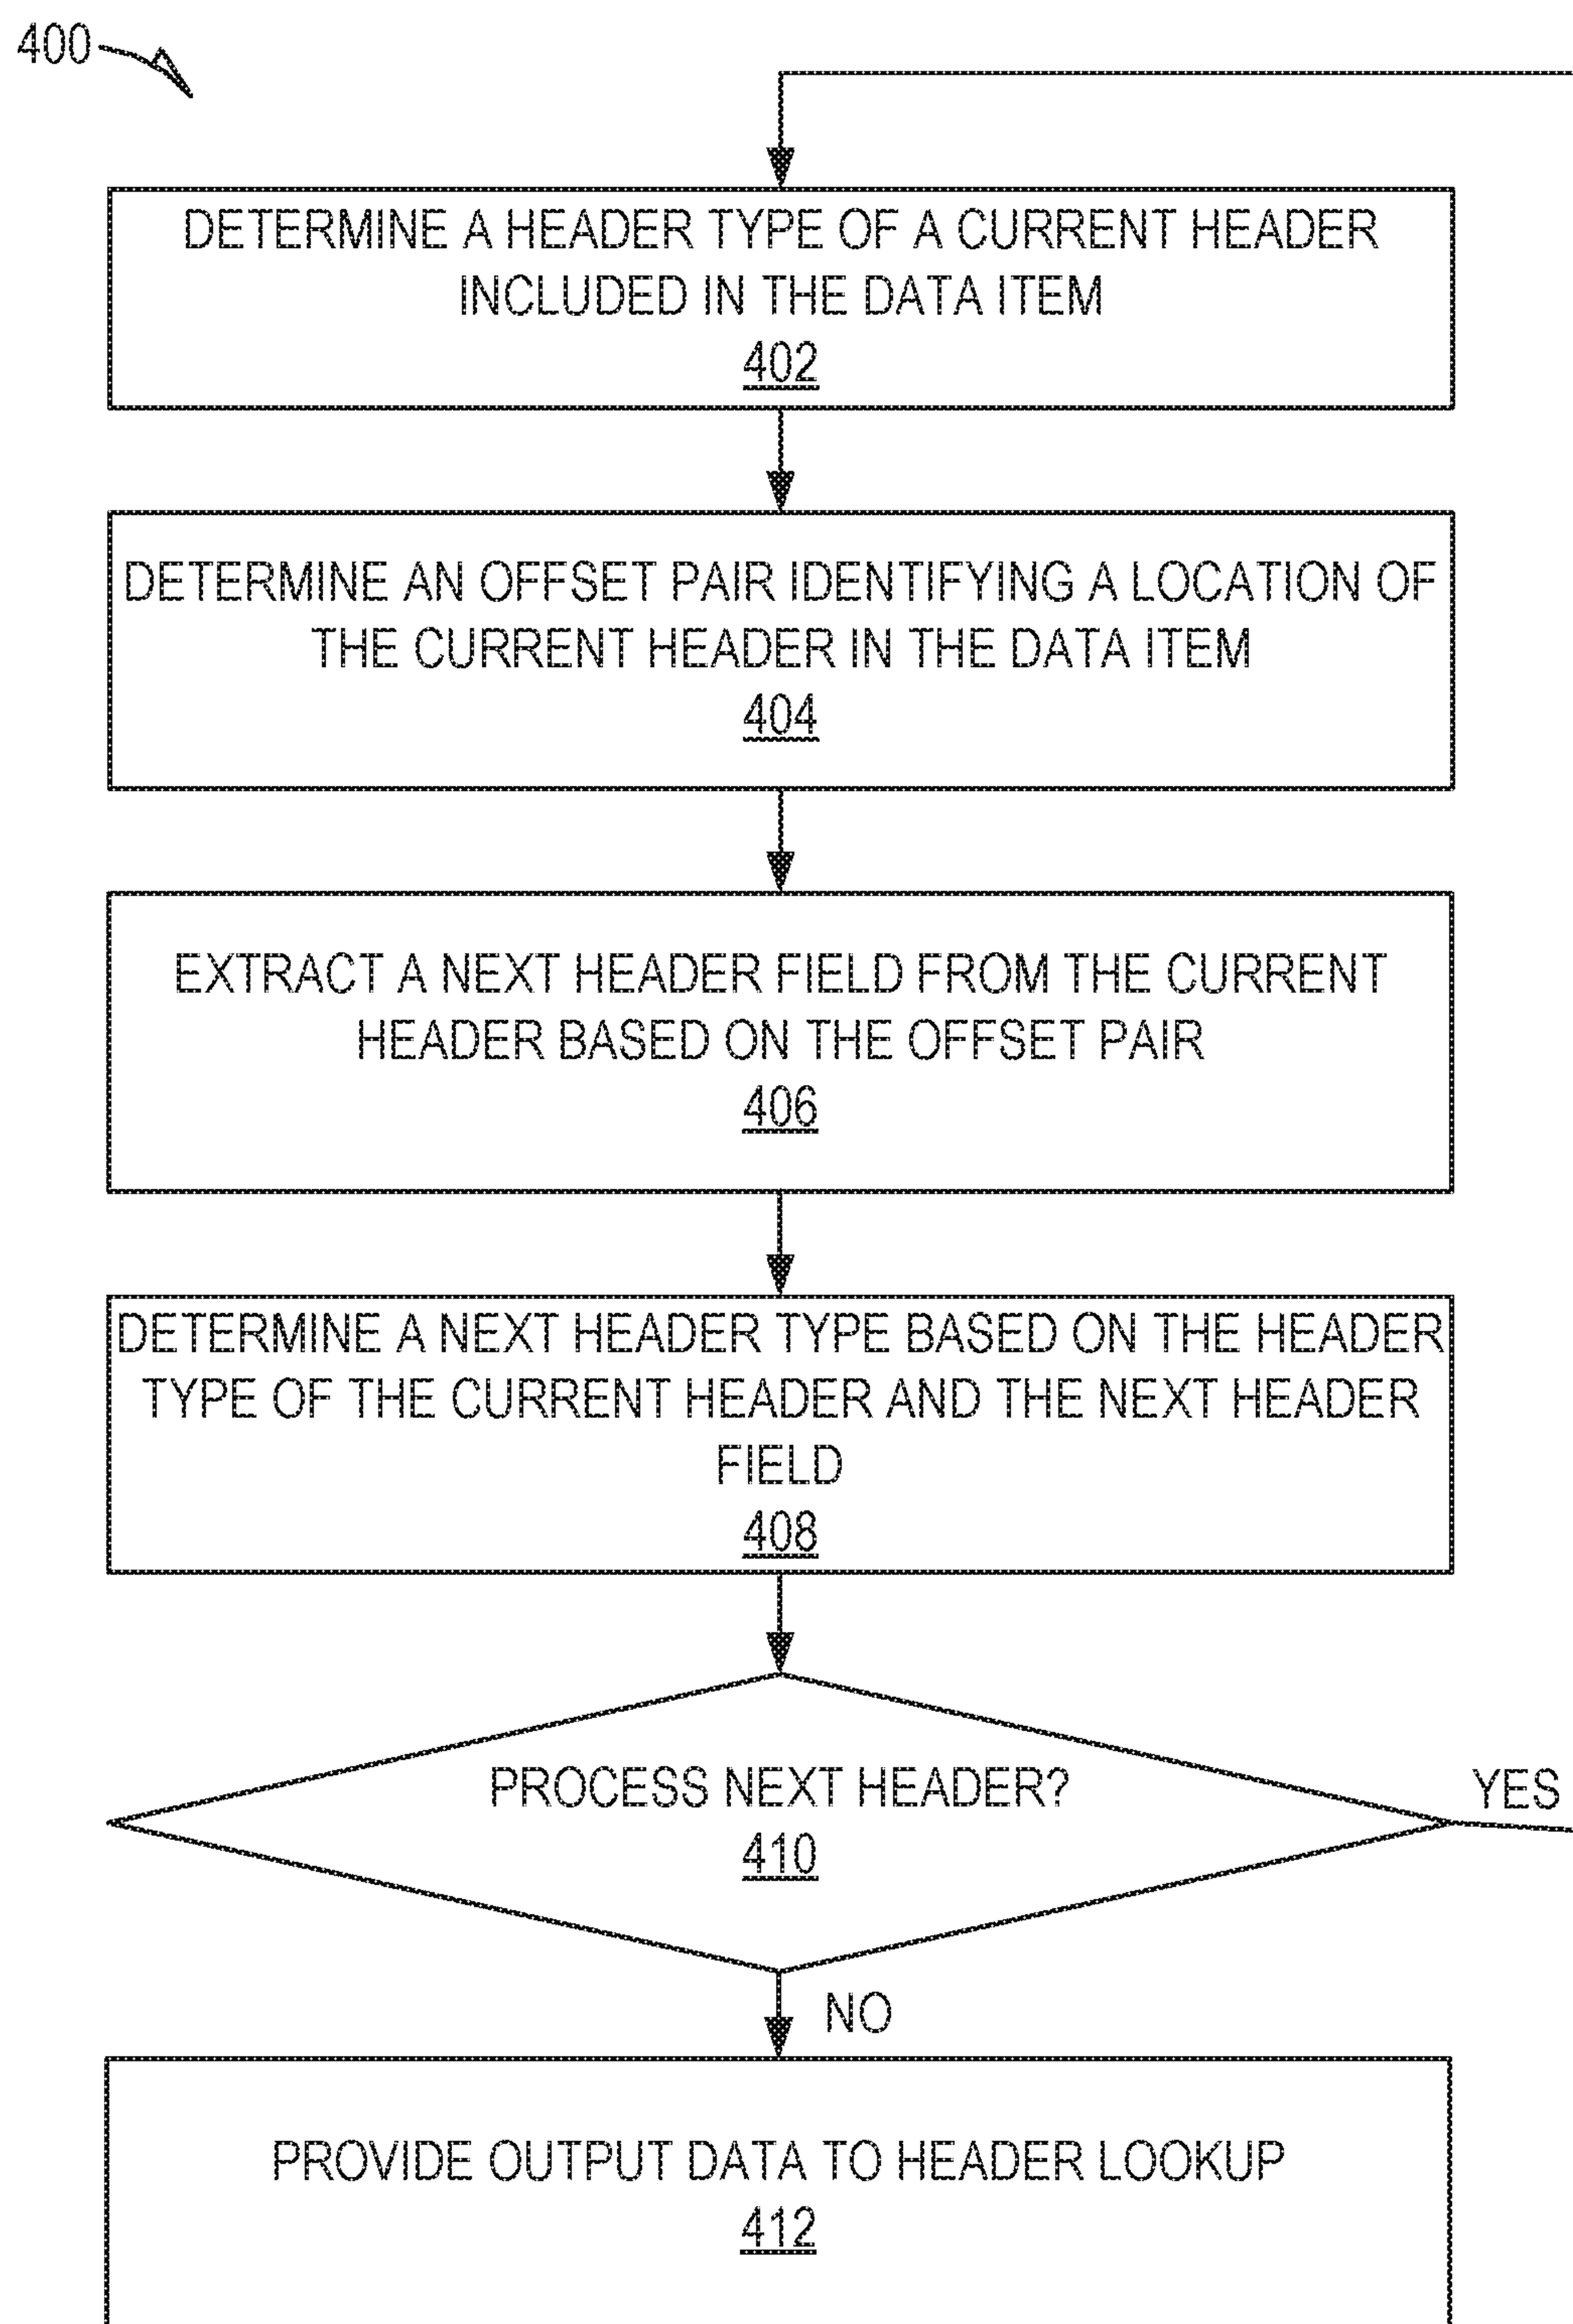 400
DETERMINE A HEADER TYPE OF A CURRENT HEADER
INCLUDED IN THE DATA ITEM
402
DETERMINE AN OFFSET PAIR IDENTIFYING A LOCATION OF
THE CURRENT HEADER IN THE DATA ITEM
404
EXTRACT A NEXT HEADER FIELD FROM THE CURRENT
HEADER BASED ON THE OFFSET PAIR
406
DETERMINE A NEXT HEADER TYPE BASED ON THE HEADER
TYPE OF THE CURRENT HEADER AND THE NEXT HEADER
FIELD
408
PROCESS NEXT HEADER?
410
YES
NO
PROVIDE OUTPUT DATA TO HEADER LOOKUP
412